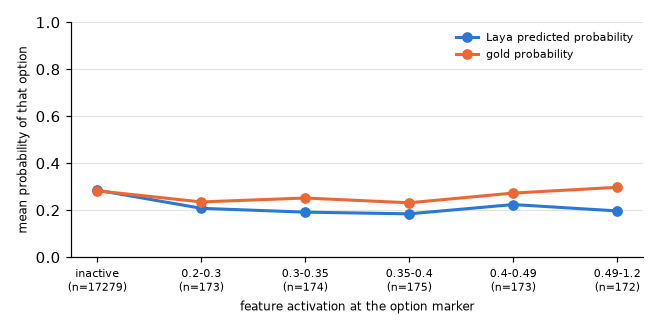 1.0
0.8
0.6
0.4
0.2
0.0
mean probability of that option
Laya predicted probability
gold probability
inactive
(n=17279)
0.2-0.3
(n=173)
0.3-0.35
(n=174)
0.35-0.4
(n=175)
0.4-0.49
(n=173)
0.49-1.2
(n=172)
feature activation at the option marker